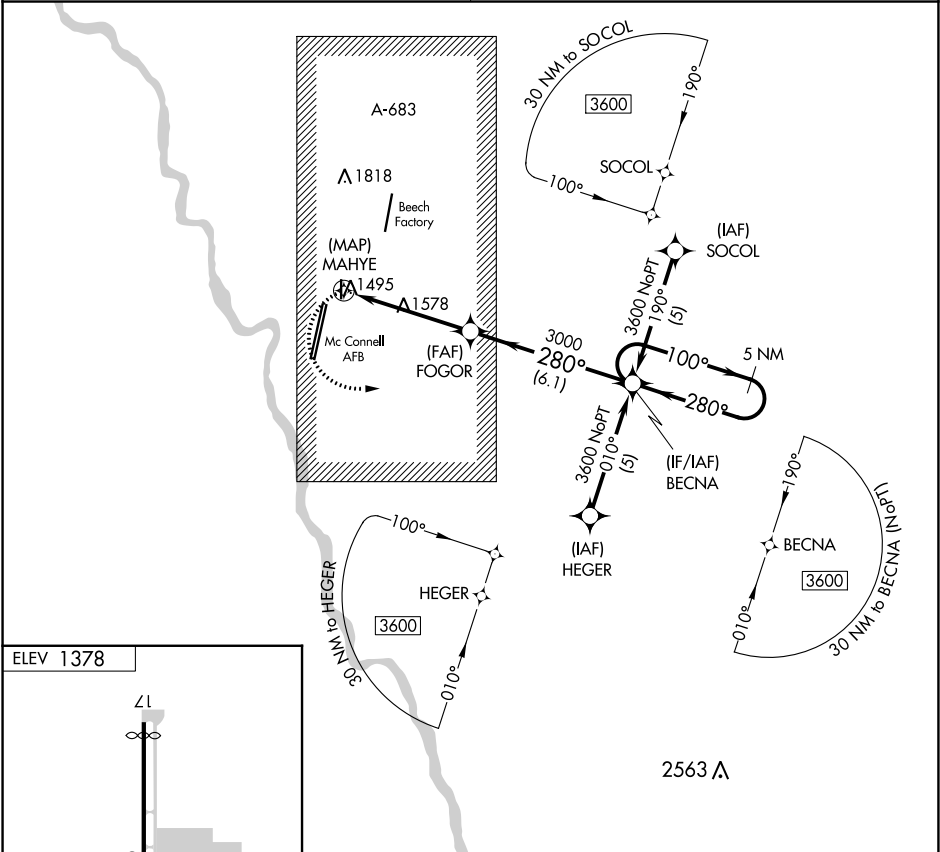 30 NM to SOCOL
3600
190°
SOCOL
100°
A-683
1818
Beech
Factory
(MAP)
MAHYE
1495
1578
Mc Connell
AFB
(FAF)
FOGOR
3000
280°
(6.1)
(IAF)
SOCOL
3600 NoPT
190°
(5)
100°
5 NM
280°
3600 NoPT
010°
(5)
(IF/IAF)
BECNA
(IAF)
HEGER
100°
HEGER
3600
30 NM to HEGER
010°
190°
BECNA
3600
30 NM to BECNA (NoPT)
010°
ELEV 1378
17
2563